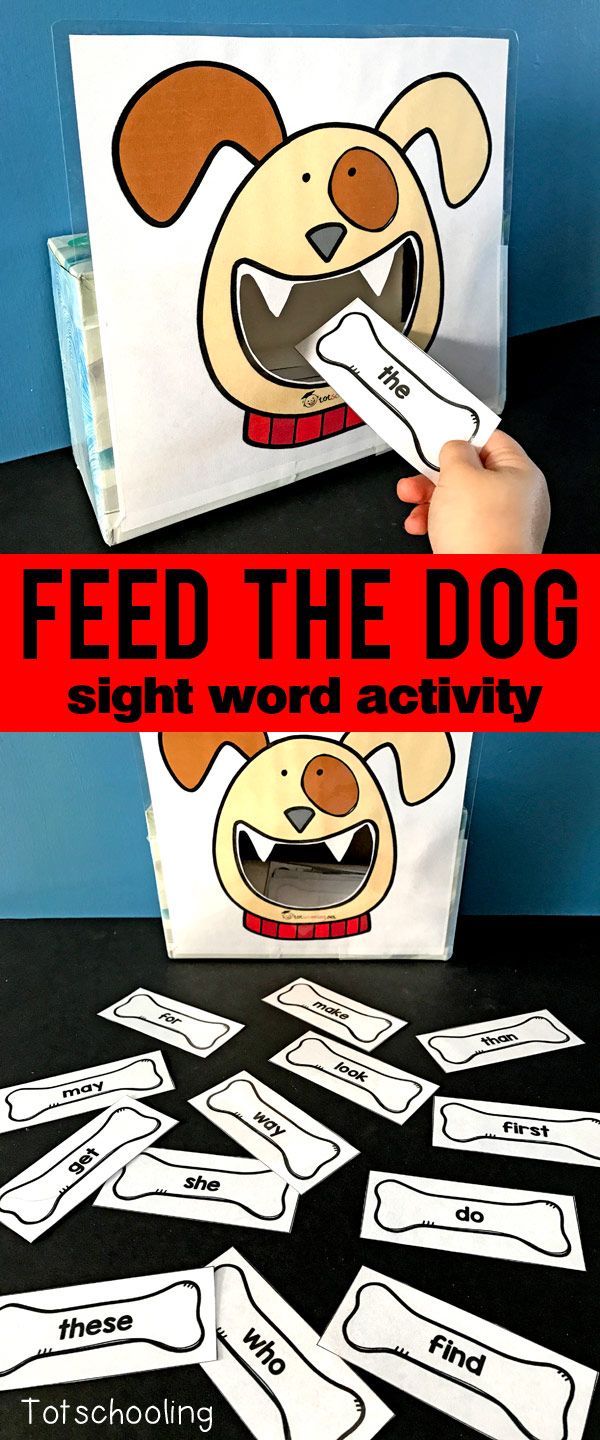 the
FEED THE DOG
sight word activity
for
make
than
may
look
way
first
get
she
do
these
who
find
Totschooling